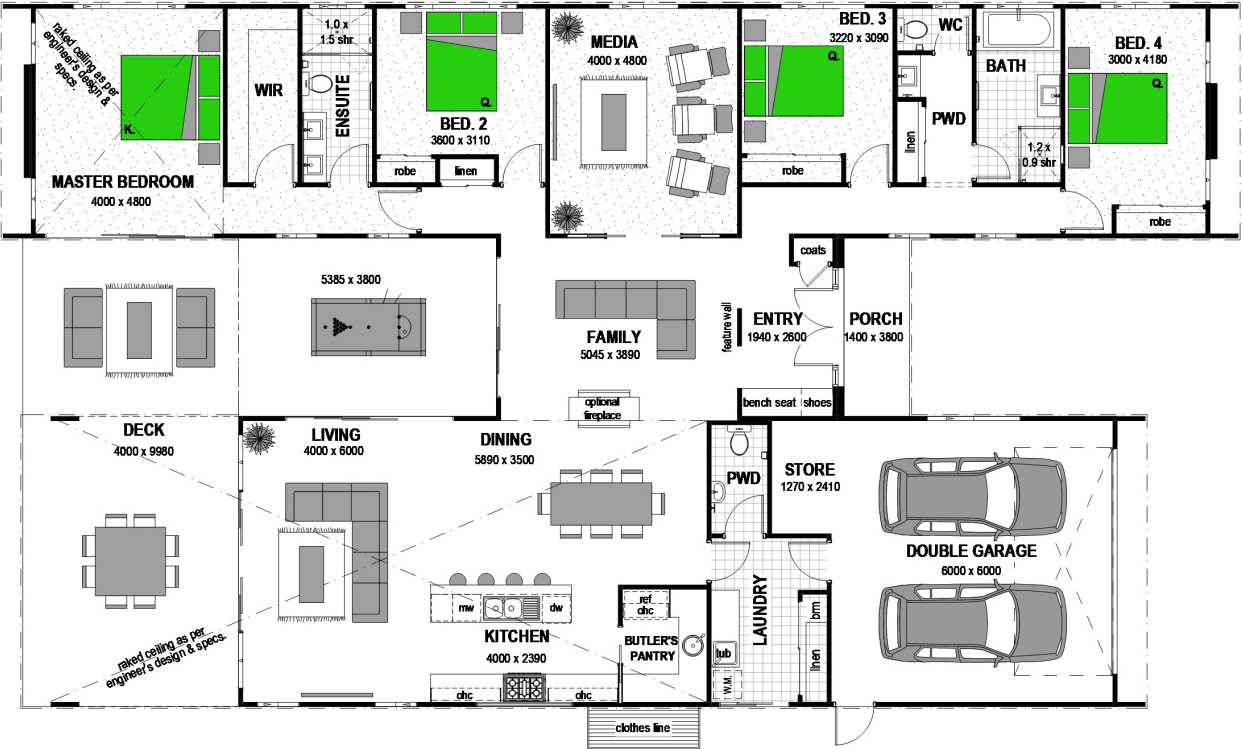 raked ceiling as per
engineer's design &
specs.
K.
MASTER BEDROOM
4000 x 4800
WIR
1.0 x
1.5 shr
ENSUITE
Q.
BED. 2
3600 x 3110
robe
linen
MEDIA
4000 x 4800
BED. 3
3220 x 3090
Q.
robe
WC
linen
PWD
BATH
1.2 x
0.9 shr
BED. 4
3000 x 4180
Q.
robe
5385 x 3800
FAMILY
5045 x 3890
feature wall
coats
ENTRY
1940 x 2600
PORCH
1400 x 3800
bench seat
shoes
optional
fireplace
DECK
4000 x 9980
LIVING
4000 x 6000
DINING
5890 x 3500
PWD
STORE
1270 x 2410
DOUBLE GARAGE
6000 x 6000
raked ceiling as per
engineer's design & specs.
mw
dw
KITCHEN
4000 x 2390
ohc
ohc
ref
ohc
BUTLER'S
PANTRY
LAUNDRY
tub
W.M.
brm
linen
clothes line